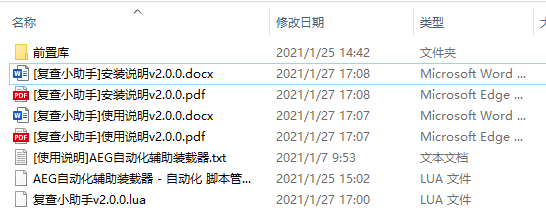 名称 修改日期 类型
前置库 2021/1/25 14:42 文件夹
[复查小助手]安装说明v2.0.0.docx 2021/1/27 17:08 Microsoft Word ...
[复查小助手]安装说明v2.0.0.pdf 2021/1/27 17:08 Microsoft Edge ...
[复查小助手]使用说明v2.0.0.docx 2021/1/27 17:07 Microsoft Word ...
[复查小助手]使用说明v2.0.0.pdf 2021/1/27 17:07 Microsoft Edge ...
[使用说明]AEG自动化辅助装载器.txt 2021/1/7 9:53 文本文档
AEG自动化辅助装载器 - 自动化 脚本管... 2021/1/25 15:02 LUA 文件
复查小助手v2.0.0.lua 2021/1/27 17:00 LUA 文件